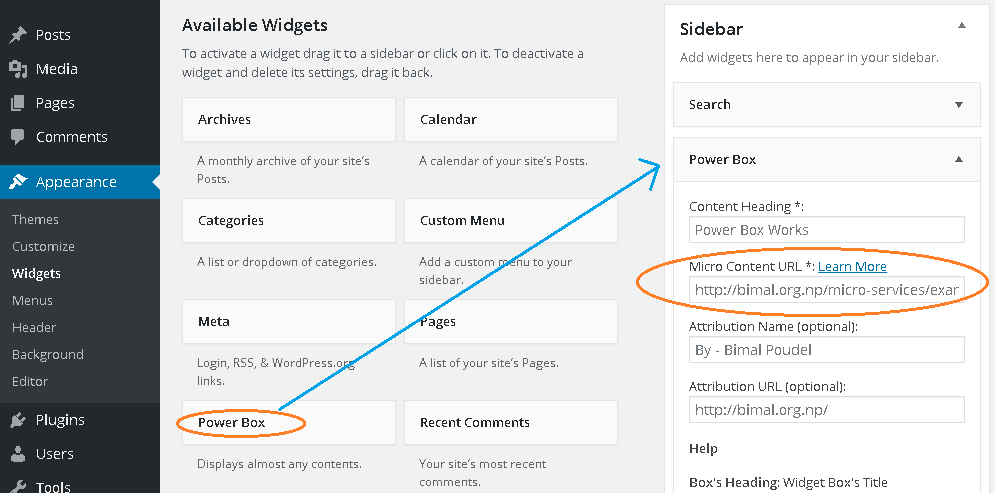 Posts
Media
Pages
Comments
Appearance
Themes
Customize
Widgets
Menus
Header
Background
Editor
Plugins
Users
Tools
Available Widgets
To activate a widget drag it to a sidebar or click on it. To deactivate a
widget and delete its settings, drag it back.
Archives
A monthly archive of your site's
Posts.
Calendar
A calendar of your site's Posts.
Categories
A list or dropdown of categories.
Custom Menu
Add a custom menu to your
sidebar.
Meta
Login, RSS, & WordPress.org
links.
Pages
A list of your site's Pages.
Power Box
Displays almost any contents.
Recent Comments
Your site's most recent
comments.
Sidebar
Add widgets here to appear in your sidebar.
Search
Power Box
Content Heading *:
Power Box Works
Micro Content URL *: Learn More
http://bimal.org.np/micro-services/exar
Attribution Name (optional):
By - Bimal Poudel
Attribution URL (optional):
http://bimal.org.np/
Help
Box's Heading: Widget Box's Title